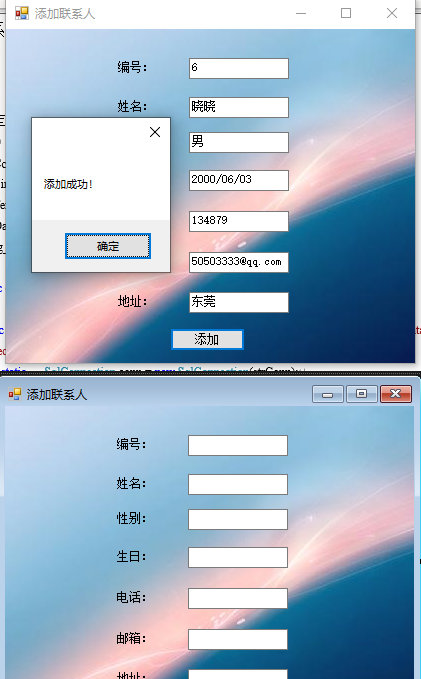 添加联系人
编号： 6
姓名： 晓晓
男
2000/06/03
134879
50503333@qq.com
地址： 东莞
添加成功！
确定
添加
添加联系人
编号：
姓名：
性别：
生日：
电话：
邮箱：
地址：